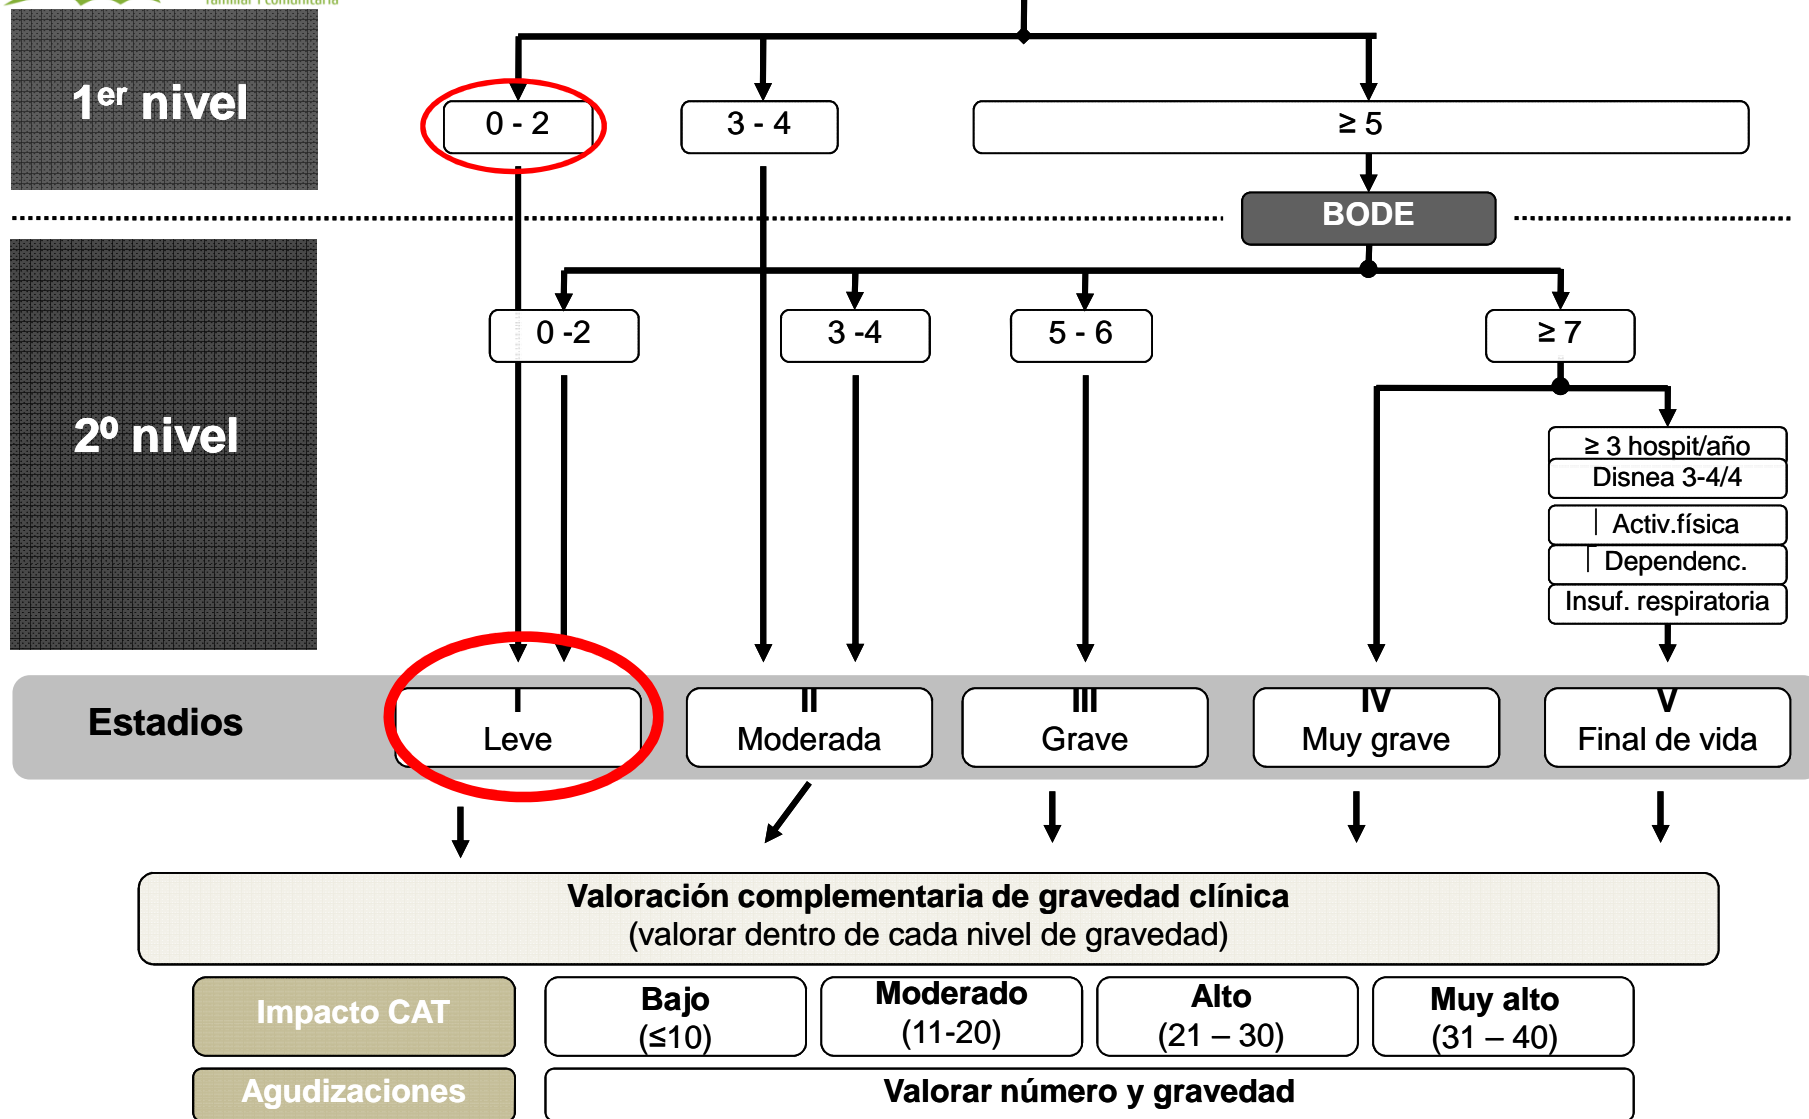 familiar i comunitària
1er nivel
0 - 2
3 - 4
≥ 5
BODE
0 -2
3 -4
5 - 6
≥ 7
2º nivel
≥ 3 hospit/año
Disnea 3-4/4
Activ.física
Dependenc.
Insuf. respiratoria
Estadios
I
Leve
II
Moderada
III
Grave
IV
Muy grave
V
Final de vida
Valoración complementaria de gravedad clínica
(valorar dentro de cada nivel de gravedad)
Impacto CAT
Bajo
(≤10)
Moderado
(11-20)
Alto
(21 – 30)
Muy alto
(31 – 40)
Agudizaciones
Valorar número y gravedad